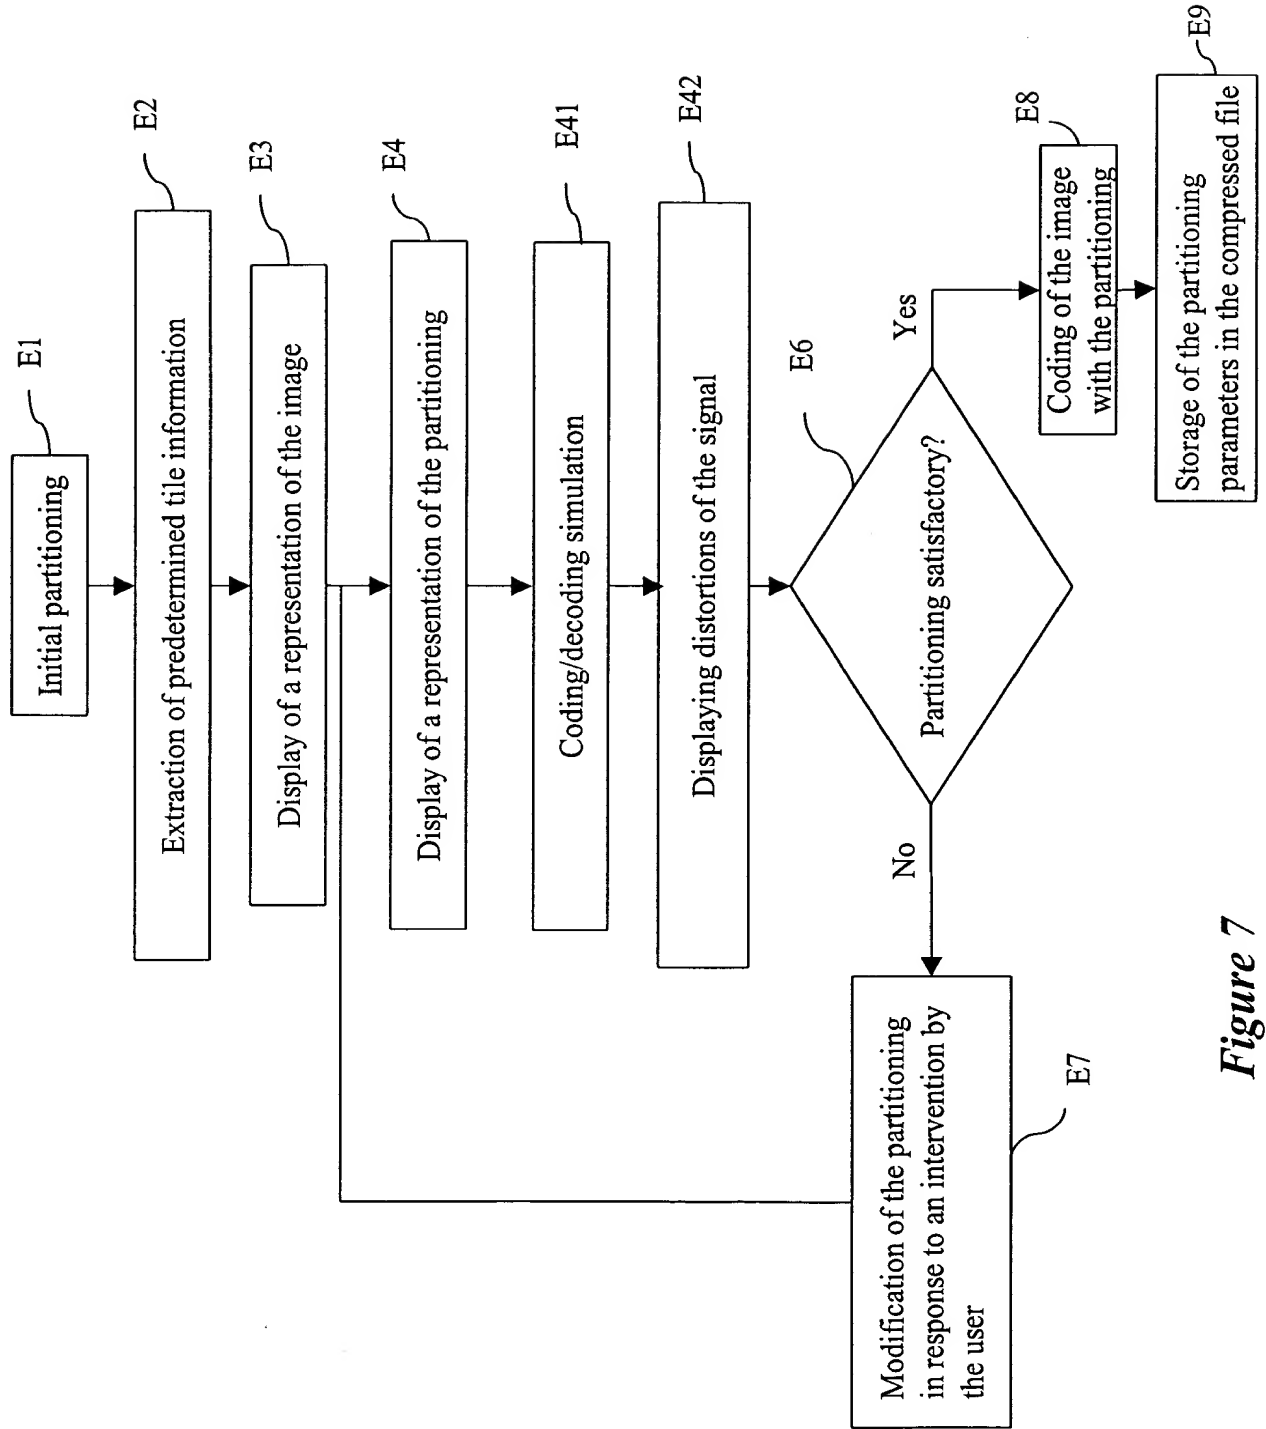 E1
Initial partitioning
E2
Extraction of predetermined tile information
E3
Display of a representation of the image
E4
Display of a representation of the partitioning
E41
Coding/decoding simulation
E42
Displaying distortions of the signal
E6
Partitioning satisfactory?
No
Yes
Modification of the partitioning
in response to an intervention by
the user
E7
E8
Coding of the image
with the partitioning
E9
Storage of the partitioning
parameters in the compressed file
Figure 7